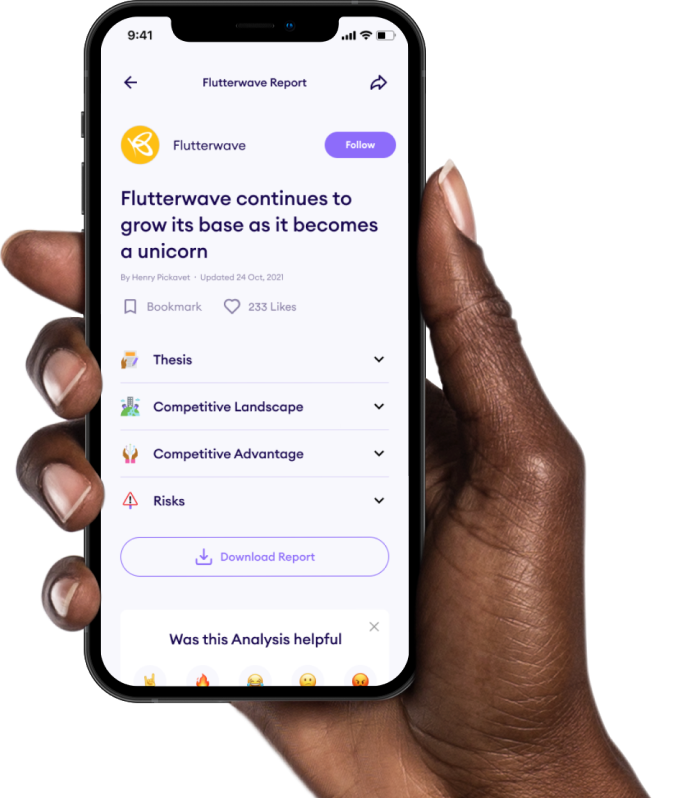 9:41
Flutterwave Report
Flutterwave
Follow
Flutterwave continues to
grow its base as it becomes
a unicorn
By Henry Pickavet • Updated 24 Oct, 2021
Bookmark
233 Likes
Thesis
Competitive Landscape
Competitive Advantage
Risks
Download Report
Was this Analysis helpful